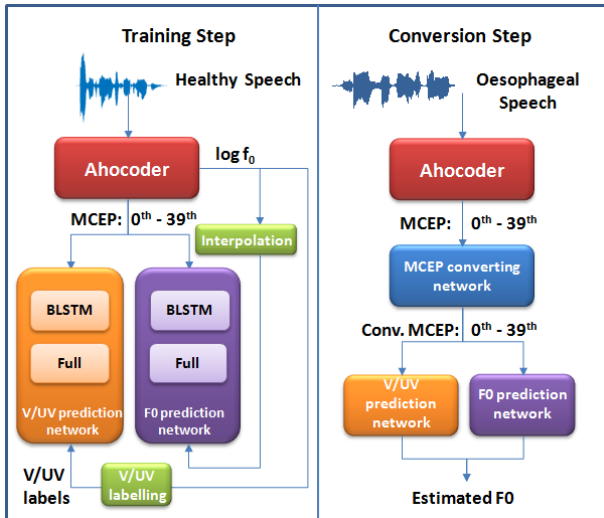 Training Step
Healthy Speech
Ahocoder
log f0
MCEP: 0th - 39th
Interpolation
BLSTM
Full
V/UV prediction
network
BLSTM
Full
F0 prediction
network
V/UV
labels
V/UV
labelling
Conversion Step
Oesophageal
Speech
Ahocoder
MCEP: 0th - 39th
MCEP converting
network
Conv. MCEP: 0th - 39th
V/UV
prediction
network
F0 prediction
network
Estimated F0